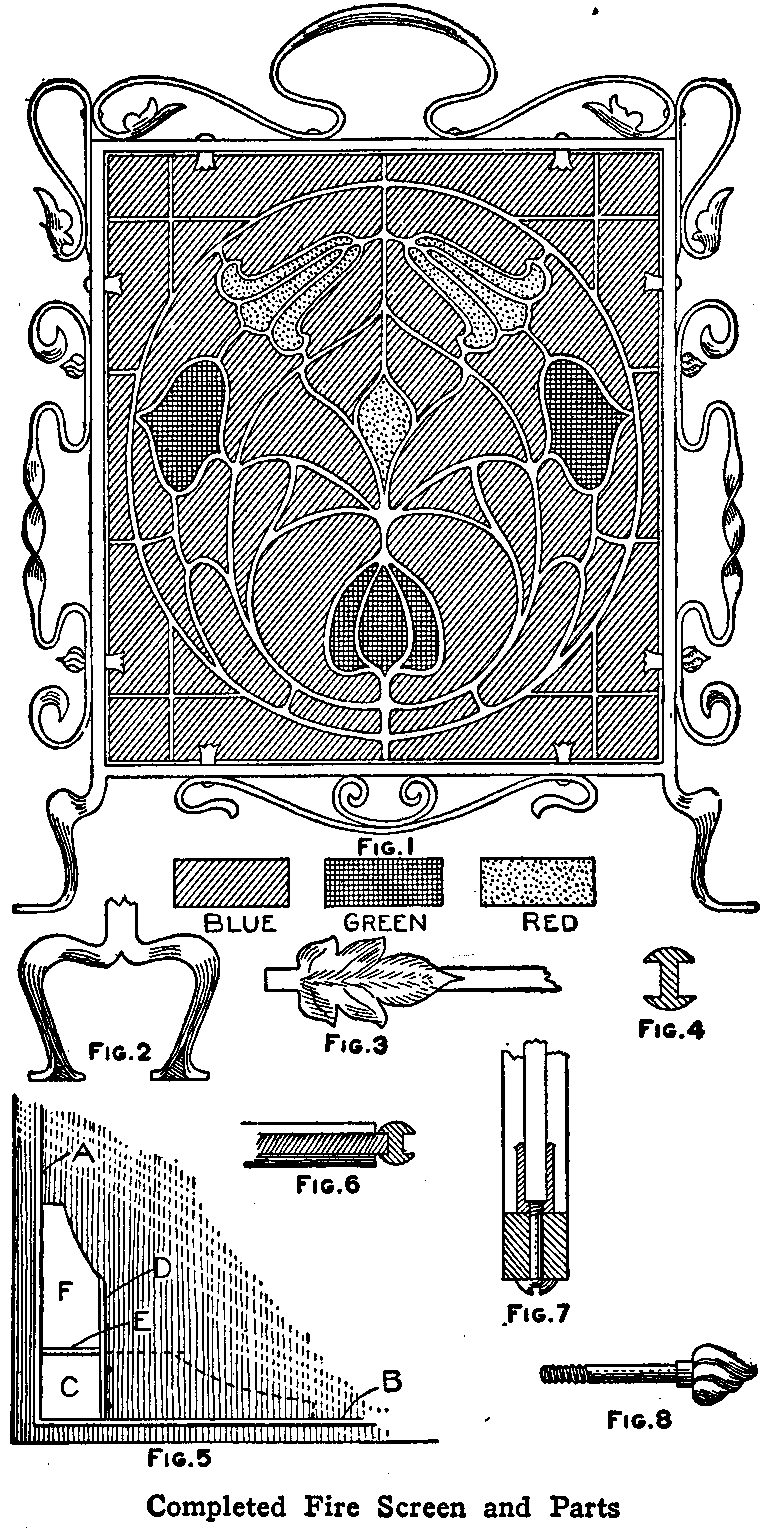 FIG.1
BLUE GREEN RED
FIG.2
FIG.3
FIG.4
A
D
F
E
C
B
FIG.5
FIG.6
FIG.7
FIG.8
Completed Fire Screen and Parts